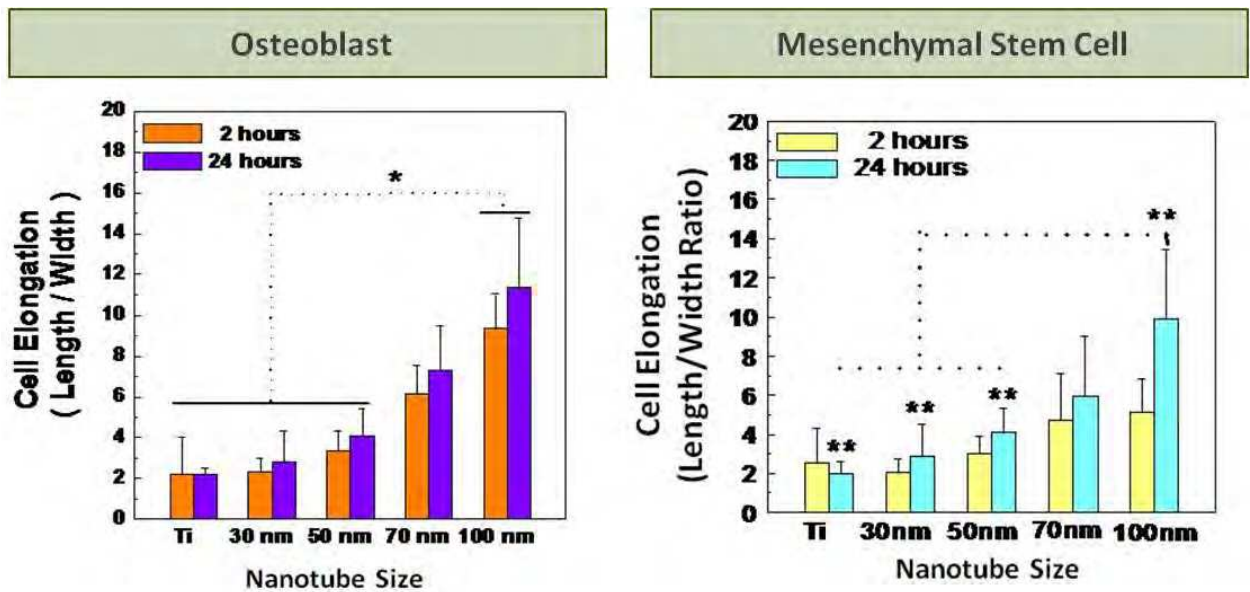 Osteoblast
Cell Elongation
( Length / Width )
20
18
16
14
12
10
8
6
4
2
0
2 hours
24 hours
*
Ti 30 nm 50 nm 70 nm 100 nm
Nanotube Size
Mesenchymal Stem Cell
Cell Elongation
(Length/Width Ratio)
20
18
16
14
12
10
8
6
4
2
0
2 hours
24 hours
**
**
**
**
Ti 30nm 50nm 70nm 100nm
Nanotube Size